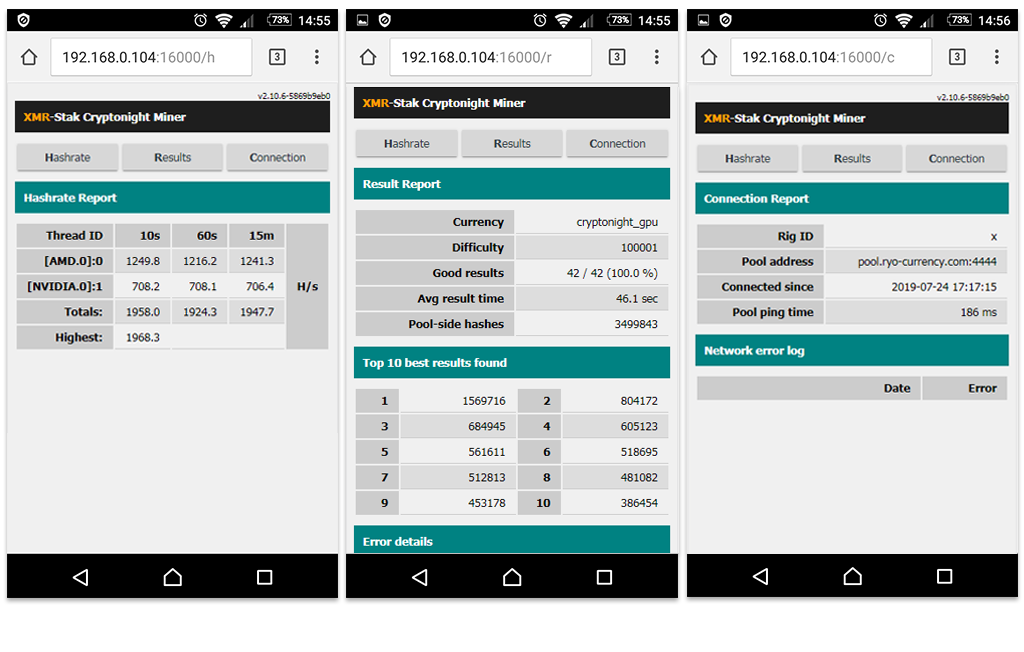 73% 14:55
192.168.0.104:16000/h 3
v2.10.6-5869b9eb0
XMR-Stak Cryptonight Miner
Hashrate Results Connection
Hashrate Report
Thread ID 10s 60s 15m H/s
[AMD.0]:0 1249.8 1216.2 1241.3
[NVIDIA.0]:1 708.2 708.1 706.4
Totals: 1958.0 1924.3 1947.7
Highest: 1968.3
73% 14:55
192.168.0.104:16000/r 3
XMR-Stak Cryptonight Miner
Hashrate Results Connection
Result Report
Currency cryptonight_gpu
Difficulty 100001
Good results 42 / 42 (100.0 %)
Avg result time 46.1 sec
Pool-side hashes 3499843
Top 10 best results found
1 1569716 2 804172
3 684945 4 605123
5 561611 6 518695
7 512813 8 481082
9 453178 10 386454
Error details
73% 14:56
192.168.0.104:16000/c 3
v2.10.6-5869b9eb0
XMR-Stak Cryptonight Miner
Hashrate Results Connection
Connection Report
Rig ID x
Pool address pool.ryo-currency.com:4444
Connected since 2019-07-24 17:17:15
Pool ping time 186 ms
Network error log
Date Error